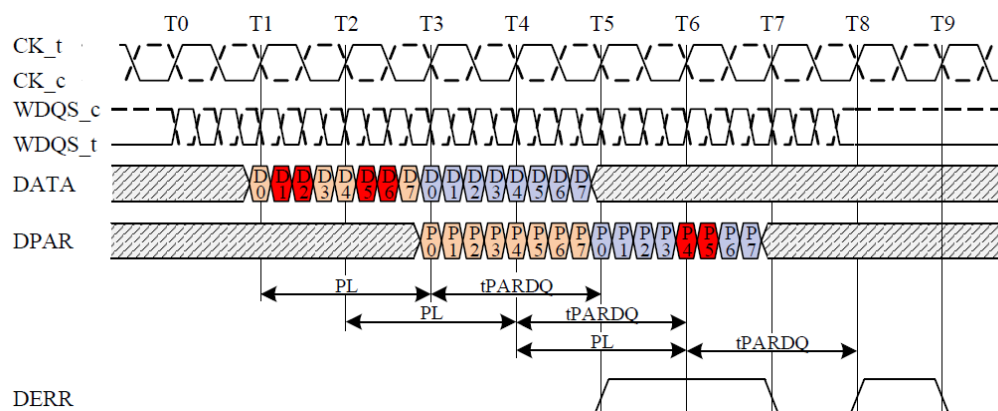 T0 T1 T2 T3 T4 T5 T6 T7 T8 T9
CK_t
CK_c
WDQS_c
WDQS_t
DATA D0 D1 D2 D3 D4 D5 D6 D7 D0 D1 D2 D3 D4 D5 D6 D7
DPAR P0 P1 P2 P3 P4 P5 P6 P7 P0 P1 P2 P3 P4 P5 P6 P7
PL tPARDQ
PL tPARDQ
PL tPARDQ
DERR